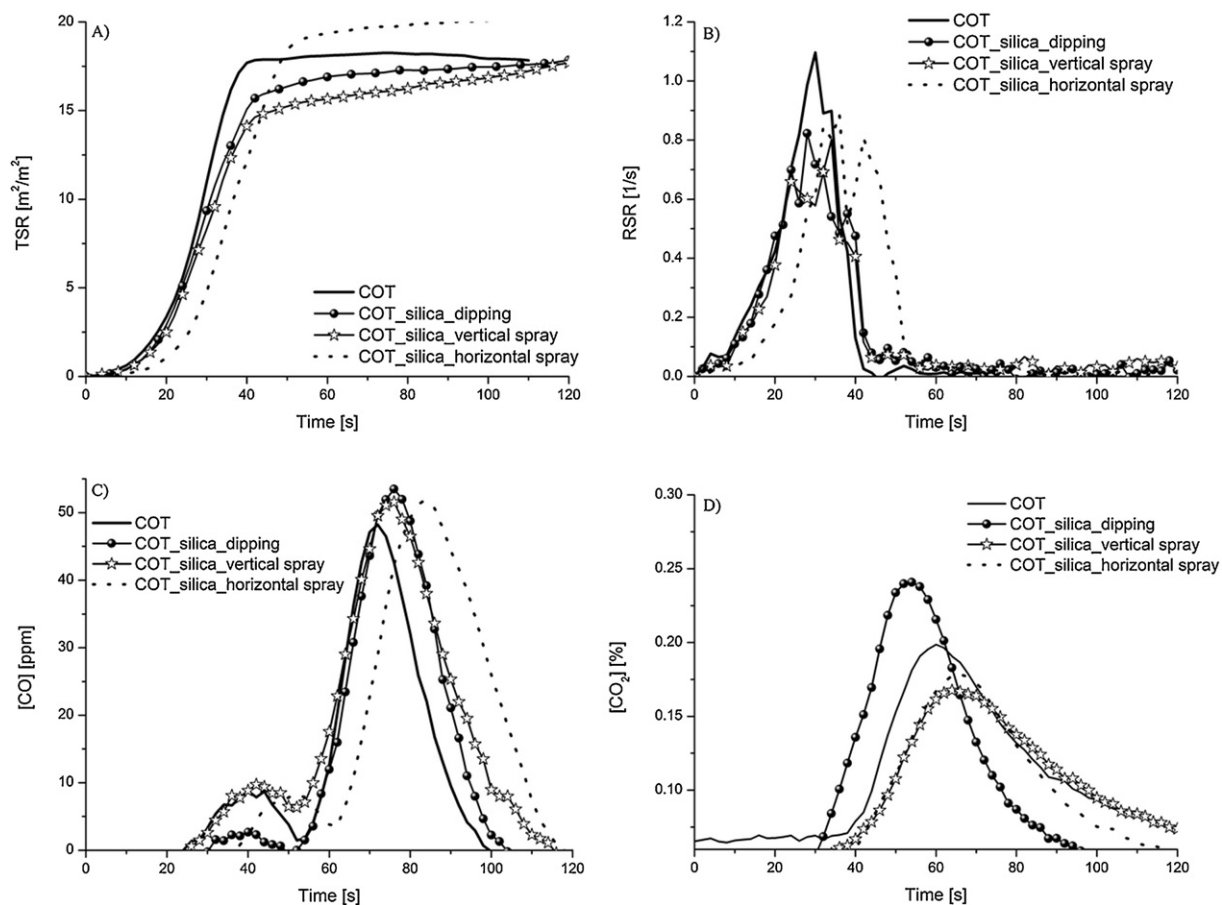 A)
TSR [m²/m²]
20
15
10
5
0
COT
COT_silica_dipping
COT_silica_vertical spray
COT_silica_horizontal spray
0 20 40 60 80 100 120
Time [s]
B)
RSR [1/s]
1.2
1.0
0.8
0.6
0.4
0.2
0.0
COT
COT_silica_dipping
COT_silica_vertical spray
COT_silica_horizontal spray
0 20 40 60 80 100 120
Time [s]
C)
[CO] [ppm]
50
40
30
20
10
0
COT
COT_silica_dipping
COT_silica_vertical spray
COT_silica_horizontal spray
0 20 40 60 80 100 120
Time [s]
D)
[CO₂] [%]
0.30
0.25
0.20
0.15
0.10
COT
COT_silica_dipping
COT_silica_vertical spray
COT_silica_horizontal spray
0 20 40 60 80 100 120
Time [s]